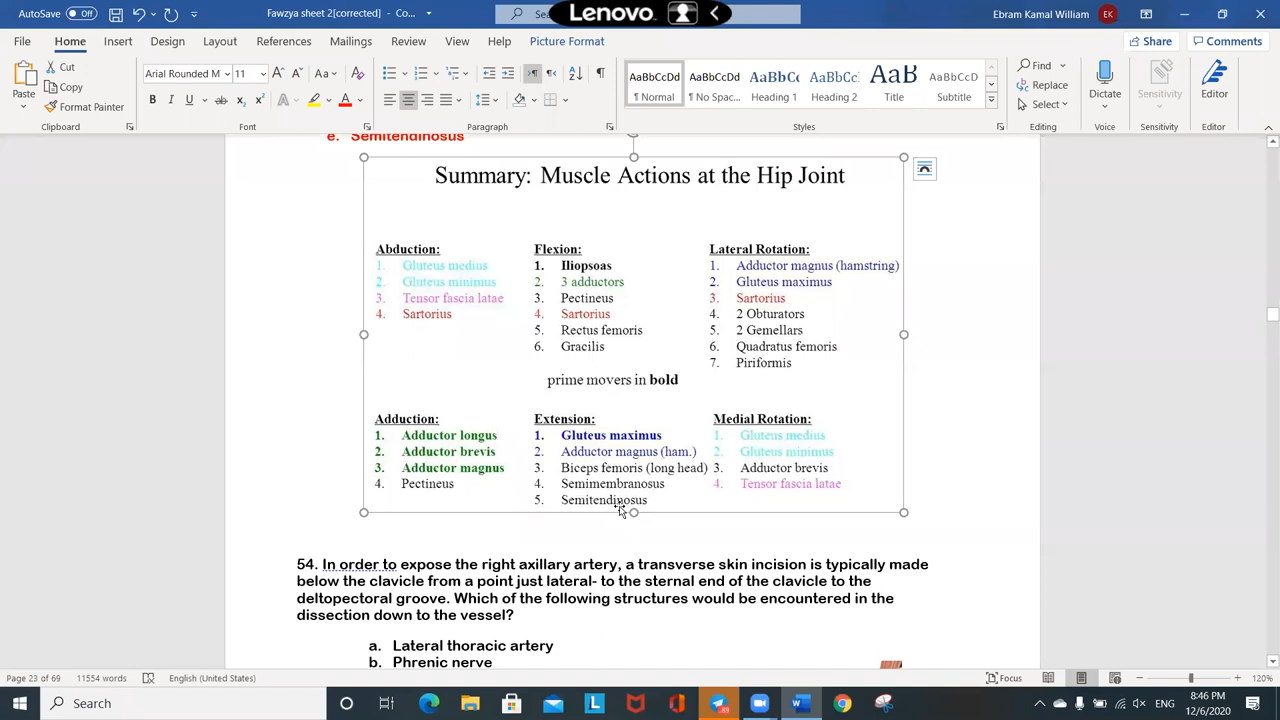 Fawzya sheet2[corrected]
Lenovo
Ebram Kamal William
EK
File Home Insert Draw Design Layout References Mailings Review View Help Picture Format
Share Comments
Paste
Cut
Copy
Format Painter
Clipboard
Arial Rounded M 11
Font
Paragraph
AaBbCcDd AaBbCcDd AaBbCc AaBbCc AaB AaBbCcD
¶ Normal ¶ No Spac... Heading 1 Title Subtitle
Styles
Find
Replace
Select
Editing
Dictate
Voice
Sensitivity
Sensitivity
Editor
Editor
e. Semitendinosus
Summary: Muscle Actions at the Hip Joint
Abduction:
1. Gluteus medius
2. Gluteus minimus
3. Tensor fascia latae
4. Sartorius
Flexion:
1. Iliopsoas
2. 3 adductors
3. Pectineus
4. Sartorius
5. Rectus femoris
6. Gracilis
Lateral Rotation:
1. Adductor magnus (hamstring)
2. Gluteus maximus
3. Sartorius
4. 2 Obturators
5. 2 Gemellars
6. Quadratus femoris
7. Piriformis
prime movers in bold
Adduction:
1. Adductor longus
2. Adductor brevis
3. Adductor magnus
4. Pectineus
Extension:
1. Gluteus maximus
2. Adductor magnus (ham.)
3. Biceps femoris (long head)
4. Semimembranosus
5. Semitendinosus
Medial Rotation:
1. Gluteus medius
2. Gluteus minimus
3. Adductor brevis
4. Tensor fascia latae
54. In order to expose the right axillary artery, a transverse skin incision is typically made
below the clavicle from a point just lateral- to the sternal end of the clavicle to the
deltopectoral groove. Which of the following structures would be encountered in the
dissection down to the vessel?
a. Lateral thoracic artery
b. Phrenic nerve
Page 23 of 69 11554 words English (United States) Focus 120%
Search
ENG
8:46 PM
12/6/2020